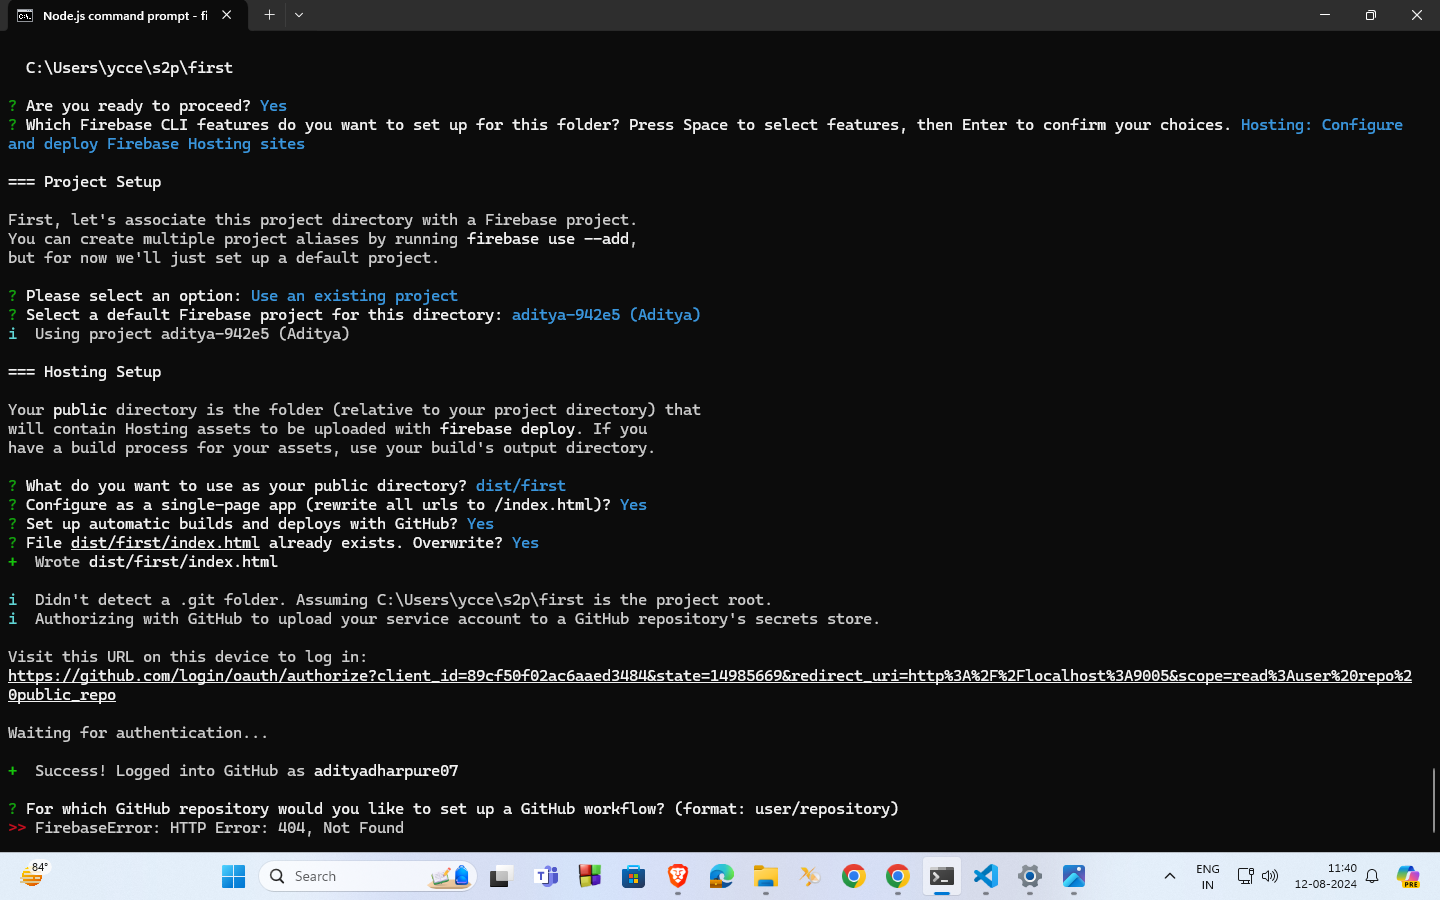 Node.js command prompt - fi
C:\Users\ycce\s2p\first
? Are you ready to proceed? Yes
? Which Firebase CLI features do you want to set up for this folder? Press Space to select features, then Enter to confirm your choices. Hosting: Configure
and deploy Firebase Hosting sites
=== Project Setup
First, let's associate this project directory with a Firebase project.
You can create multiple project aliases by running firebase use --add,
but for now we'll just set up a default project.
? Please select an option: Use an existing project
? Select a default Firebase project for this directory: aditya-942e5 (Aditya)
i  Using project aditya-942e5 (Aditya)
=== Hosting Setup
Your public directory is the folder (relative to your project directory) that
will contain Hosting assets to be uploaded with firebase deploy. If you
have a build process for your assets, use your build's output directory.
? What do you want to use as your public directory? dist/first
? Configure as a single-page app (rewrite all urls to /index.html)? Yes
? Set up automatic builds and deploys with GitHub? Yes
? File dist/first/index.html already exists. Overwrite? Yes
+  Wrote dist/first/index.html
i  Didn't detect a .git folder. Assuming C:\Users\ycce\s2p\first is the project root.
i  Authorizing with GitHub to upload your service account to a GitHub repository's secrets store.
Visit this URL on this device to log in:
https://github.com/login/oauth/authorize?client_id=89cf50f02ac6aaed3484&state=14985669&redirect_uri=http%3A%2F%2Flocalhost%3A9005&scope=read%3Auser%20repo%2
0public_repo
Waiting for authentication...
+  Success! Logged into GitHub as adityadharpure07
? For which GitHub repository would you like to set up a GitHub workflow? (format: user/repository)
>> FirebaseError: HTTP Error: 404, Not Found
84°
Search
ENG
IN
11:40
12-08-2024
PRE